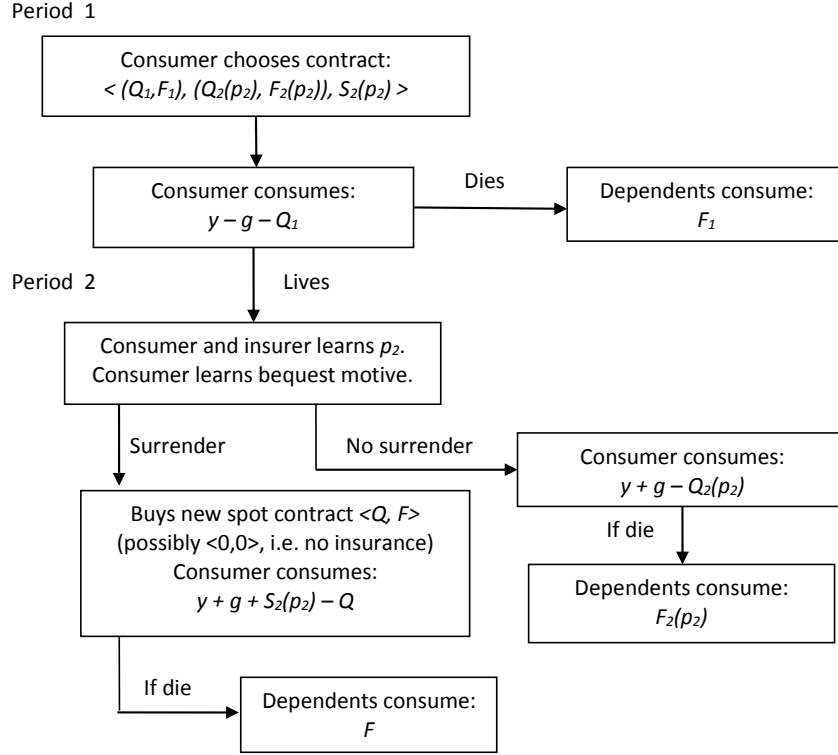 Period 1
Consumer chooses contract:
< (Q₁,F₁), (Q₂(p₂), F₂(p₂)), S₂(p₂) >
Consumer consumes:
y – g – Q₁
Dies
Dependents consume:
F₁
Period 2
Lives
Consumer and insurer learns p₂.
Consumer learns bequest motive.
Surrender
No surrender
Consumer consumes:
y + g – Q₂(p₂)
Buys new spot contract <Q, F>
(possibly <0,0>, i.e. no insurance)
Consumer consumes:
y + g + S₂(p₂) – Q
If die
Dependents consume:
F₂(p₂)
If die
Dependents consume:
F